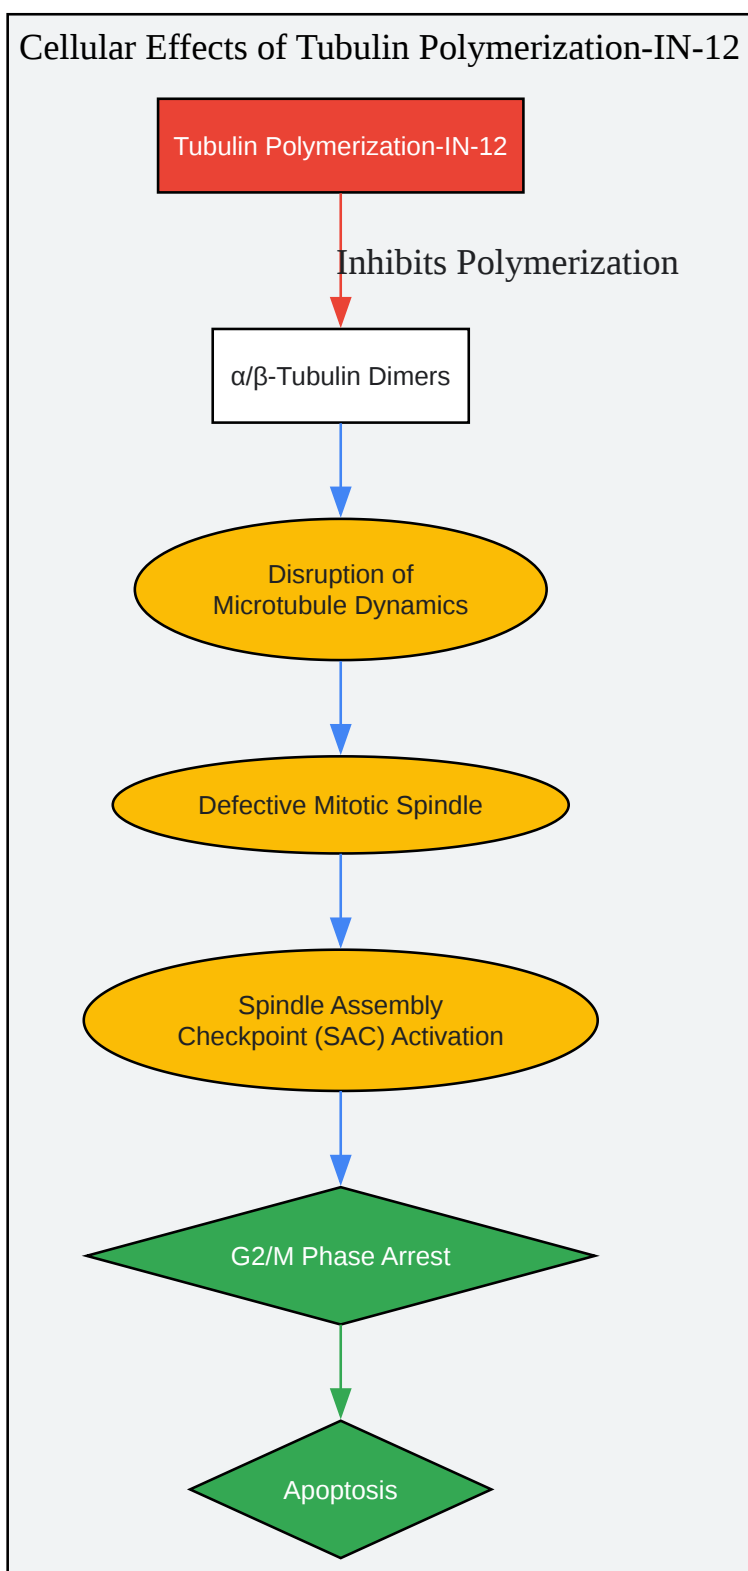 Cellular Effects of Tubulin Polymerization-IN-12
Tubulin Polymerization-IN-12
Inhibits Polymerization
α/β-Tubulin Dimers
Disruption of
Microtubule Dynamics
Defective Mitotic Spindle
Spindle Assembly
Checkpoint (SAC) Activation
G2/M Phase Arrest
Apoptosis